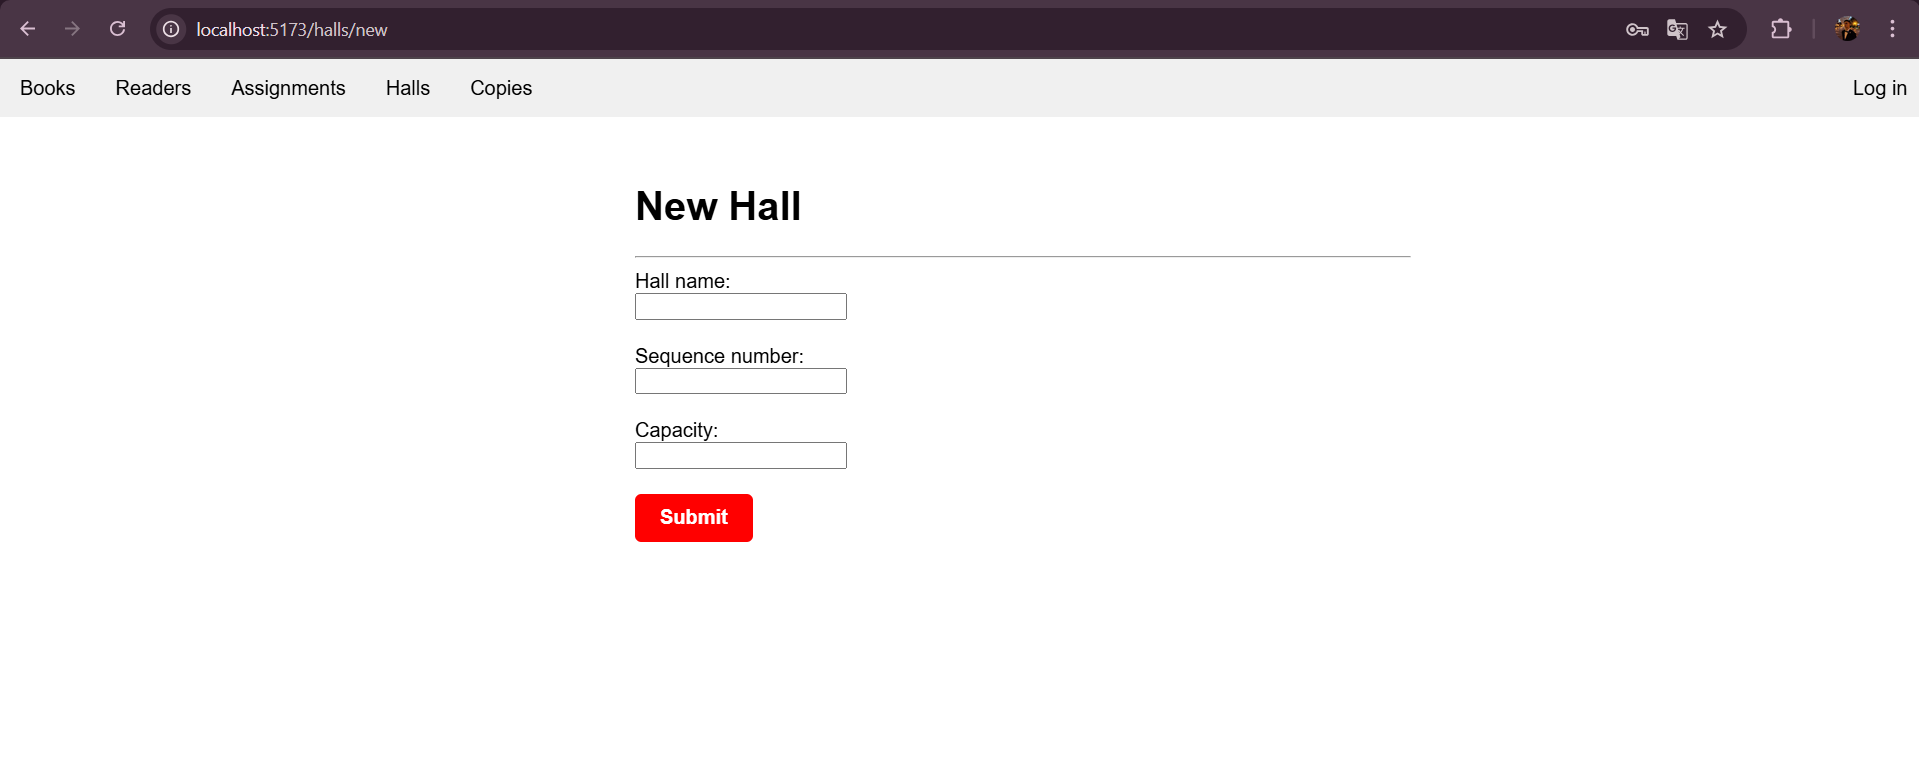 localhost:5173/halls/new
Books Readers Assignments Halls Copies Log in
New Hall
Hall name:
Sequence number:
Capacity:
Submit